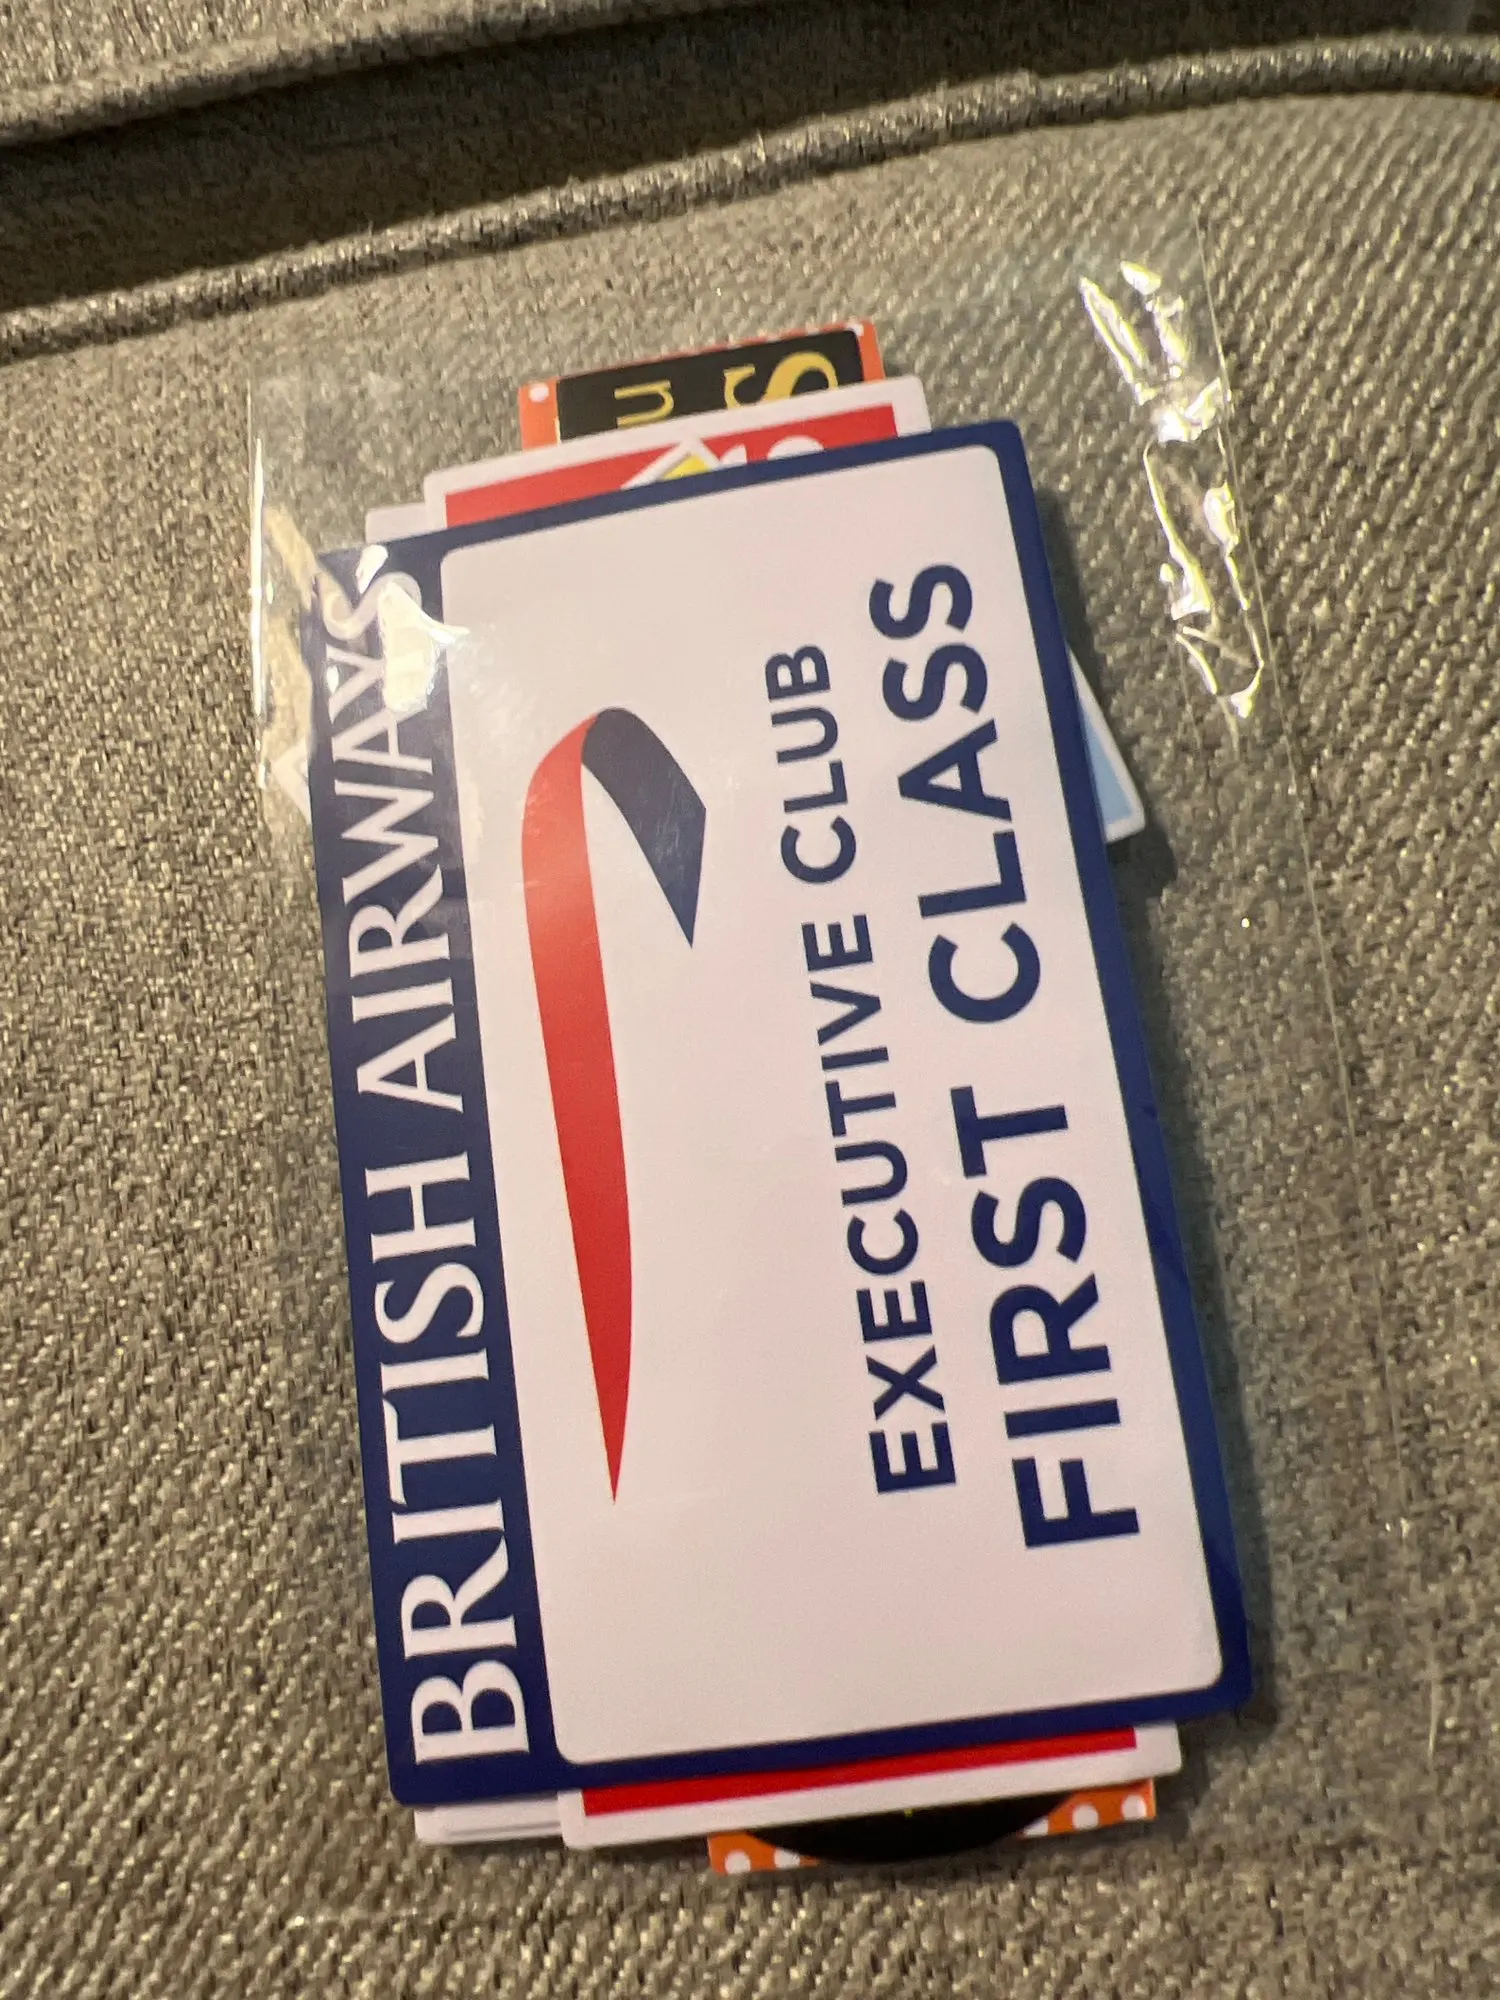 BRITISH AIRWAYS
EXECUTIVE CLUB
FIRST CLASS